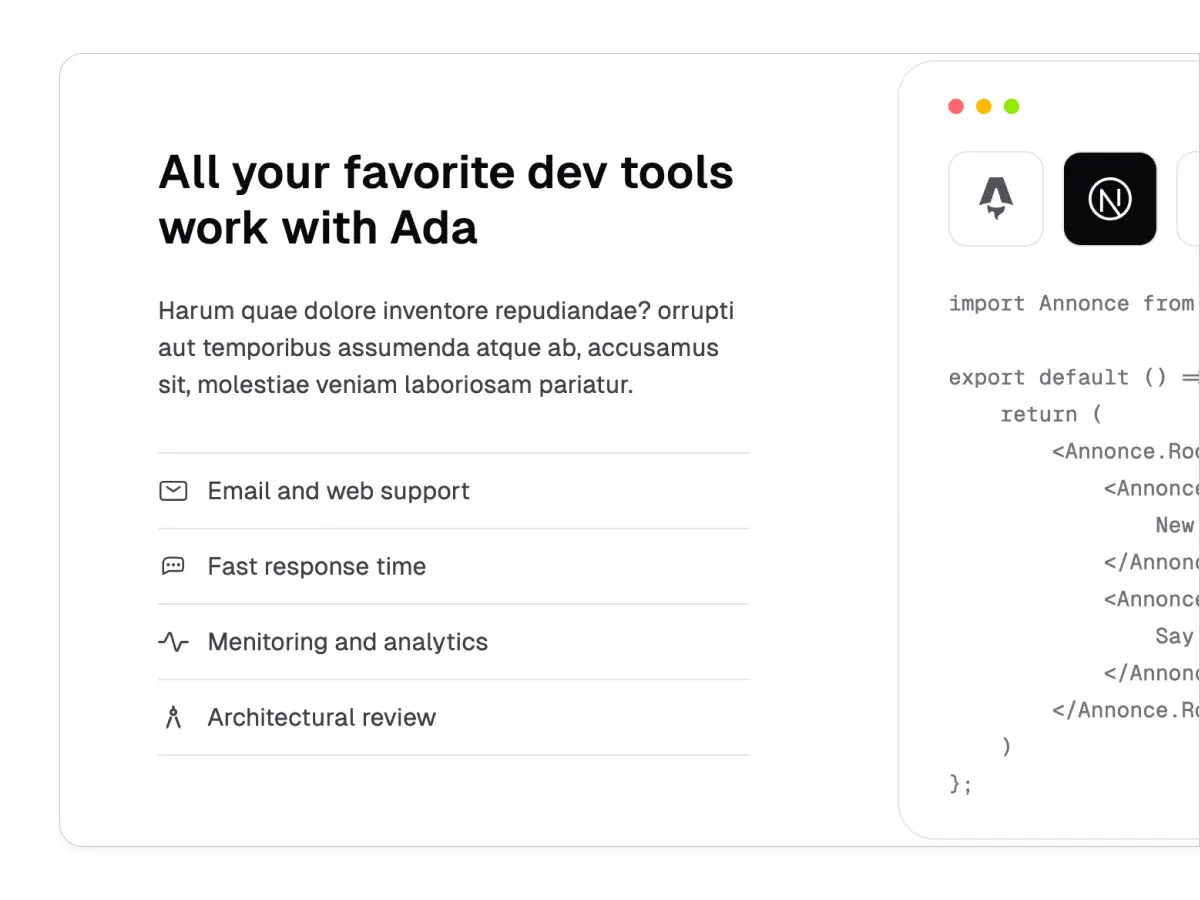 All your favorite dev tools
work with Ada
Harum quae dolore inventore repudiandae? orrupti
aut temporibus assumenda atque ab, accusamus
sit, molestiae veniam laboriosam pariatur.
Email and web support
Fast response time
Menitoring and analytics
Architectural review
N
import Annonce from
export default () =
    return (
        <Annonce.Roo
            <Annonce
                New
            </Annonc
            <Annonce
                Say
            </Annonc
        </Annonce.Ro
    )
};